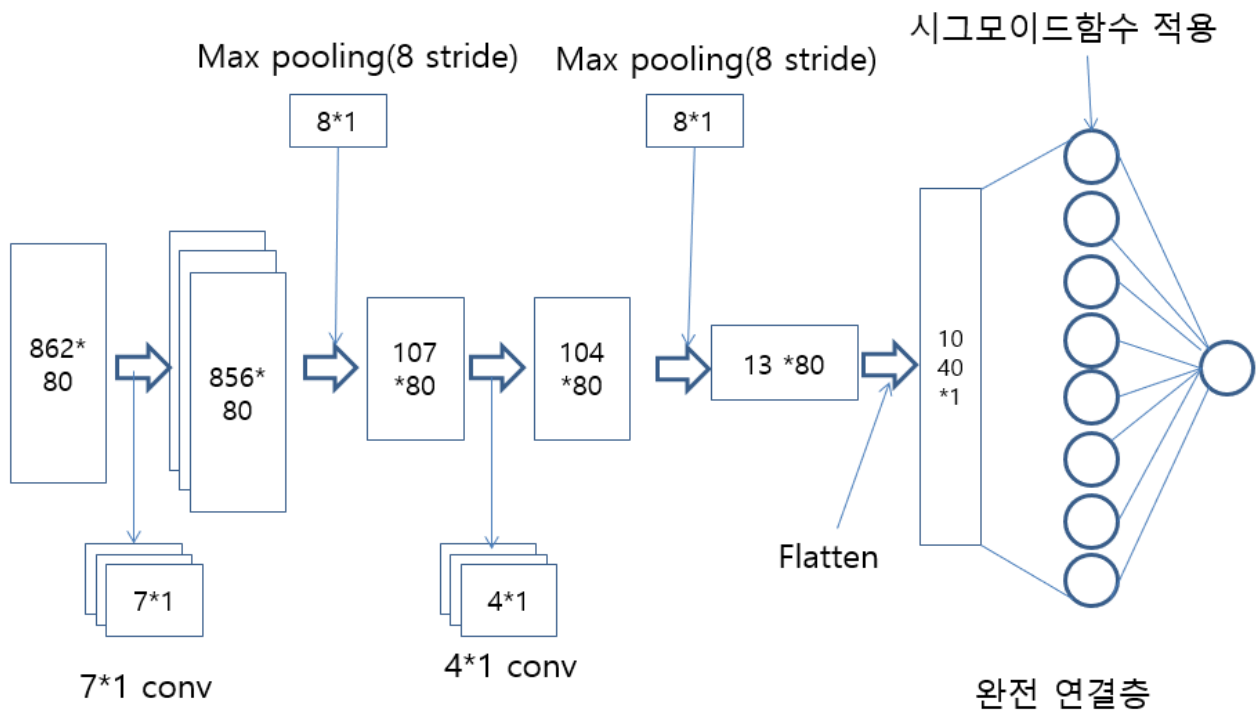 시그모이드함수 적용
Max pooling(8 stride)
Max pooling(8 stride)
8*1
8*1
862*
80
856*
80
107
*80
104
*80
13 *80
10
40
*1
Flatten
7*1
4*1
7*1 conv
4*1 conv
완전 연결층